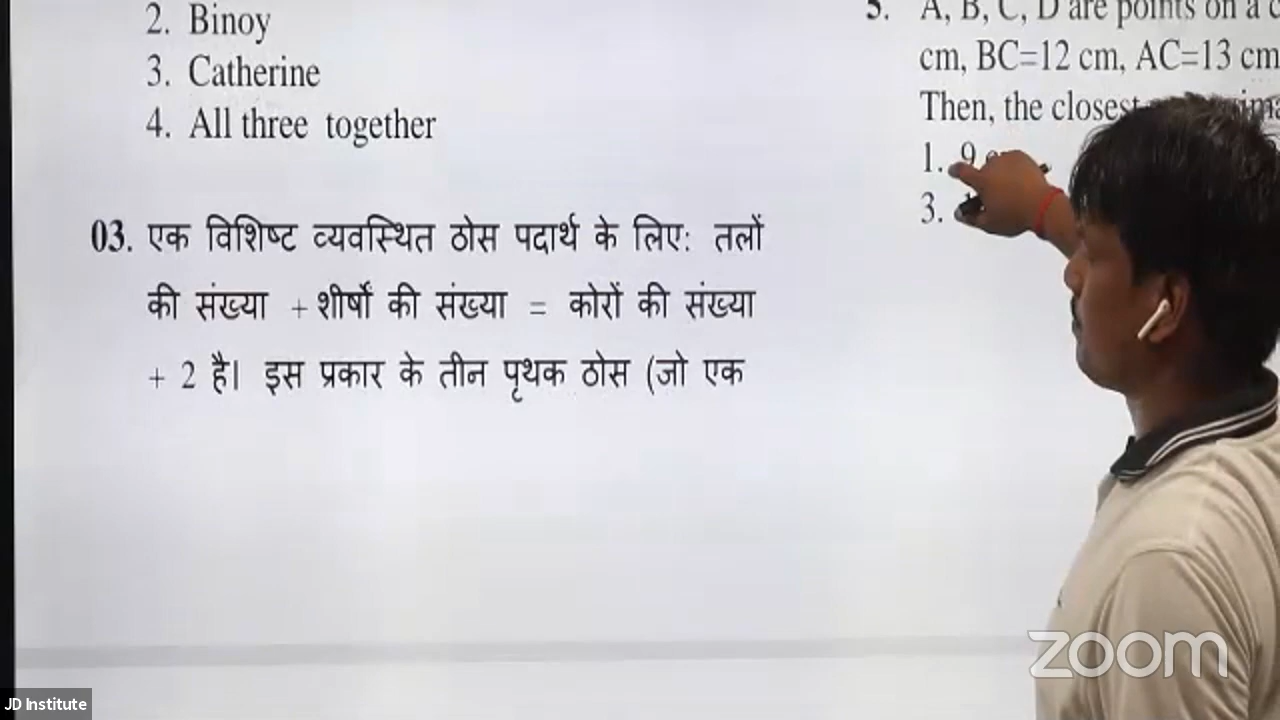 2. Binoy
3. Catherine
4. All three together
03. एक विशिष्ट व्यवस्थित ठोस पदार्थ के लिए: तलों
की संख्या + शीर्षों की संख्या = कोरों की संख्या
+ 2 है। इस प्रकार के तीन पृथक ठोस (जो एक
5. A, B, C, D are points on a
cm, BC=12 cm, AC=13 cm
Then, the closest
1. 9
3.
zoom
JD Institute